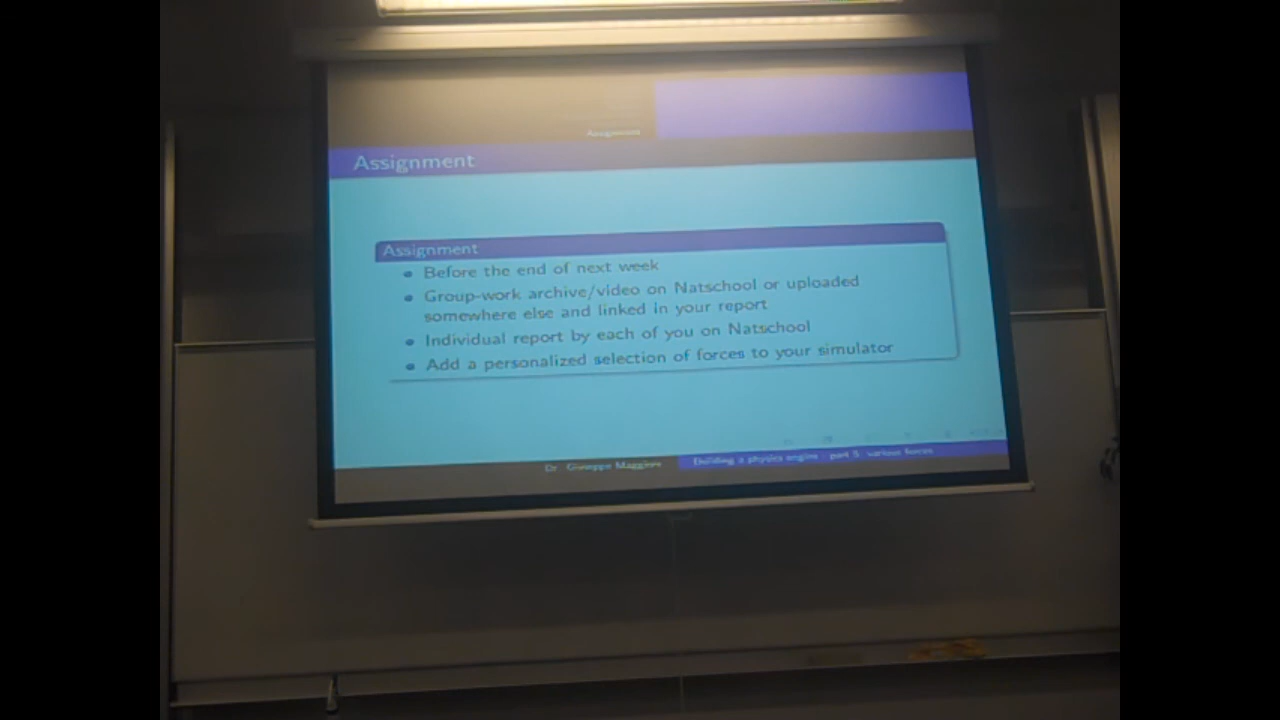 Assignment
Assignment
Assignment
Before the end of next week
Group-work archive/video on Natschool or uploaded
somewhere else and linked in your report
Individual report by each of you on Natschool
Add a personalized selection of forces to your simulator
Dr. Giuseppe Maggiore
Building a physics engine - part 5: various forces